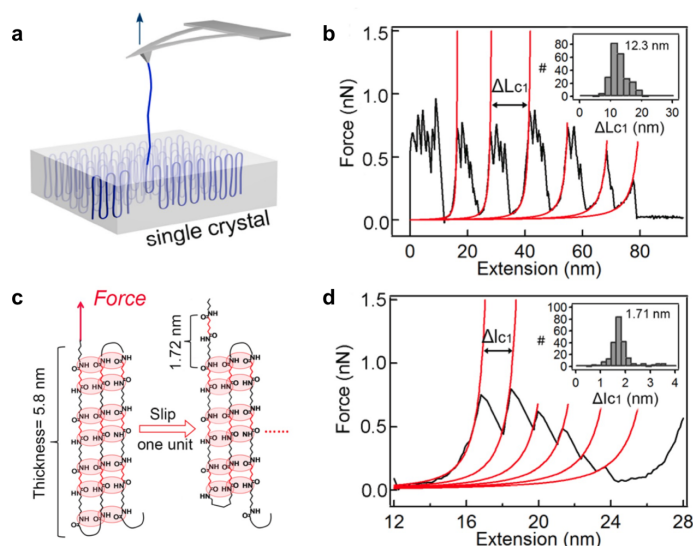 a
single crystal
b
Force (nN)
1.5
1.0
0.5
0.0
0 20 40 60 80
Extension (nm)
ΔLC1
#
80
60
40
20
0
12.3 nm
0 10 20 30
ΔLC1 (nm)
c
Force
Thickness= 5.8 nm
1.72 nm
Slip
one unit
d
Force (nN)
1.5
1.0
0.5
0.0
12 16 20 24 28
Extension (nm)
ΔlC1
#
100
80
60
40
20
0
1.71 nm
0 1 2 3 4
ΔlC1 (nm)